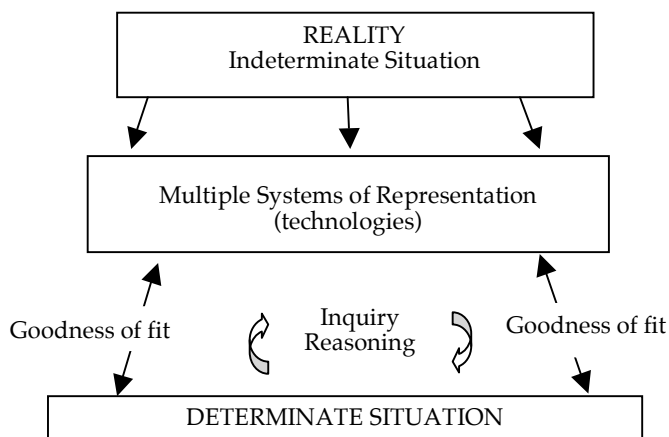 REALITY
Indeterminate Situation
Multiple Systems of Representation
(technologies)
Goodness of fit
Inquiry
Reasoning
Goodness of fit
DETERMINATE SITUATION